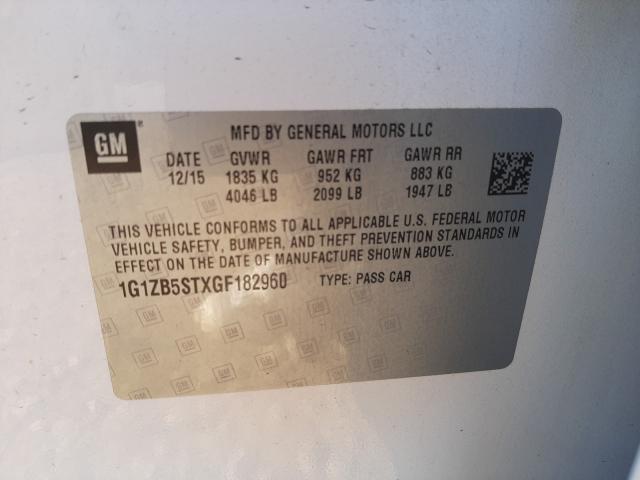 GM
MFD BY GENERAL MOTORS LLC
DATE GVWR GAWR FRT GAWR RR
12/15 1835 KG 952 KG 883 KG
4046 LB 2099 LB 1947 LB
THIS VEHICLE CONFORMS TO ALL APPLICABLE U.S. FEDERAL MOTOR
VEHICLE SAFETY, BUMPER, AND THEFT PREVENTION STANDARDS IN
EFFECT ON THE DATE OF MANUFACTURE SHOWN ABOVE.
1G1ZB5STXGF182960 TYPE: PASS CAR